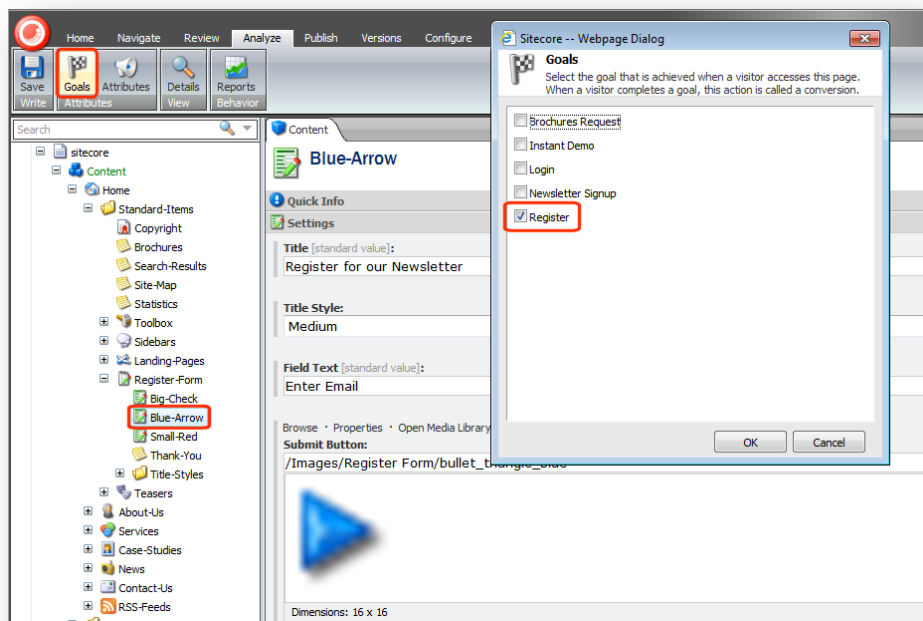 Home Navigate Review Analyze Publish Versions Configure
Save Goals Attributes Details Reports
Write Attributes View Behavior
Search
sitecore
Content
Home
Standard-Items
Copyright
Brochures
Search-Results
Site-Map
Statistics
Toolbox
Sidebars
Landing-Pages
Register-Form
Big-Check
Blue-Arrow
Small-Red
Thank-You
Title-Styles
Teasers
About-Us
Services
Case-Studies
News
Contact-Us
RSS-Feeds
Content
Blue-Arrow
Quick Info
Settings
Title [standard value]:
Register for our Newsletter
Title Style:
Medium
Field Text [standard value]:
Enter Email
Browse · Properties · Open Media Library
Submit Button:
/Images/Register Form/bullet_triangle_blue
Dimensions: 16 x 16
Sitecore -- Webpage Dialog
Goals
Select the goal that is achieved when a visitor accesses this page.
When a visitor completes a goal, this action is called a conversion.
Brochures Request
Instant Demo
Login
Newsletter Signup
Register
OK Cancel